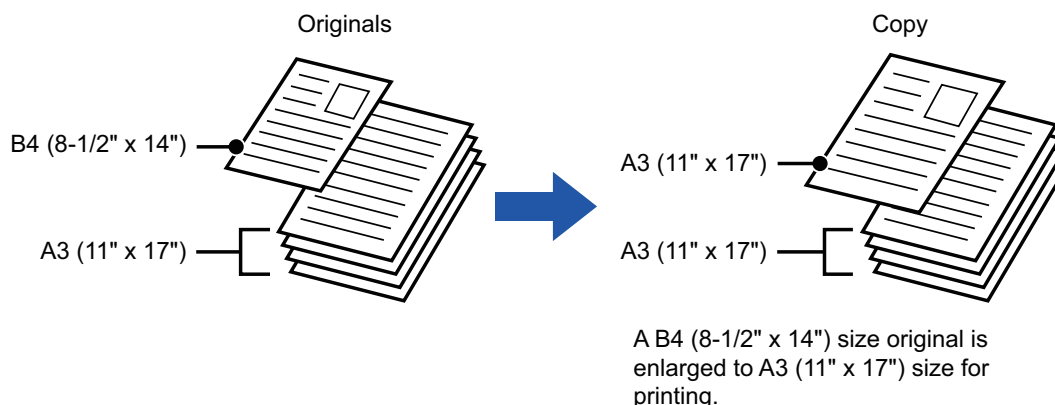 Originals
Copy
B4 (8-1/2" x 14")
A3 (11" x 17")
A3 (11" x 17")
A3 (11" x 17")
A B4 (8-1/2" x 14") size original is
enlarged to A3 (11" x 17") size for
printing.